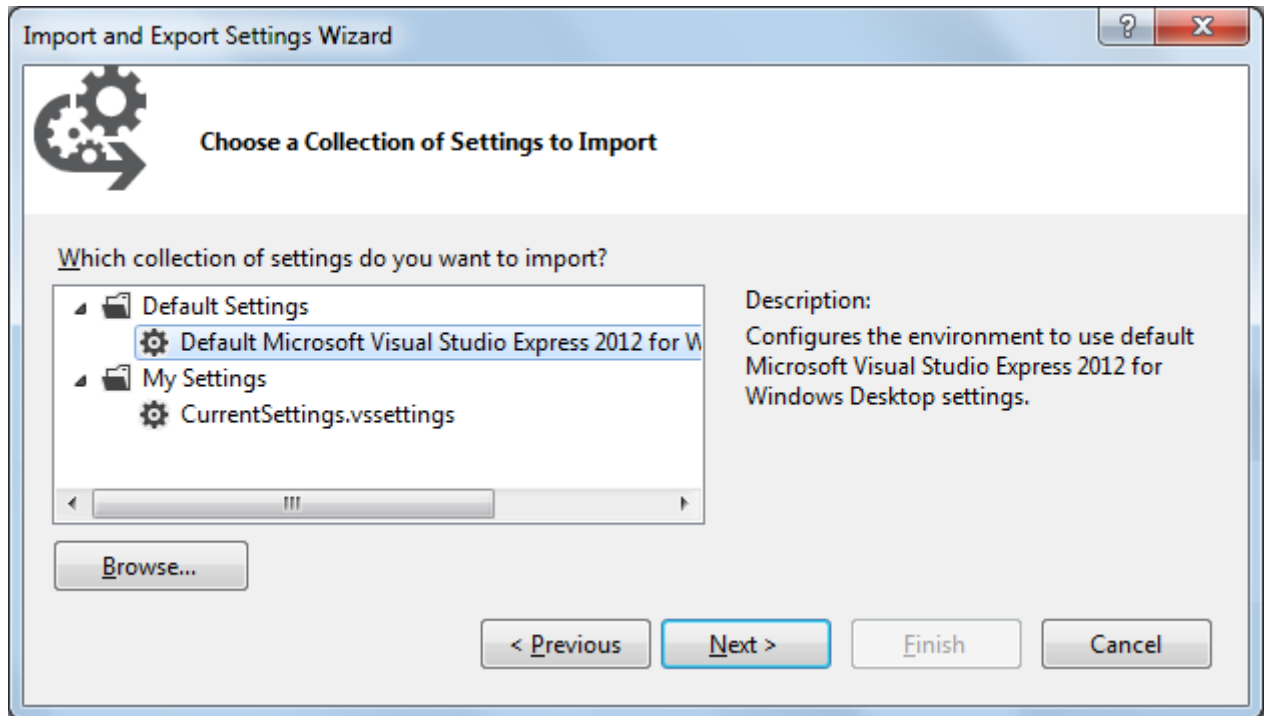 Import and Export Settings Wizard
Choose a Collection of Settings to Import
Which collection of settings do you want to import?
Default Settings
Default Microsoft Visual Studio Express 2012 for W
My Settings
CurrentSettings.vssettings
Description:
Configures the environment to use default
Microsoft Visual Studio Express 2012 for
Windows Desktop settings.
Browse...
< Previous
Next >
Finish
Cancel